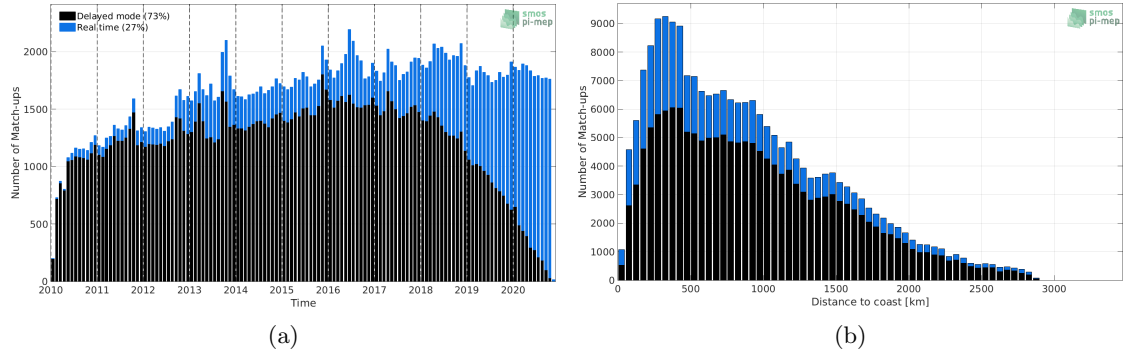 Delayed mode (73%)
Real time (27%)
smos
pi-mep
Number of Match-ups
2000
1500
1000
500
0
2010 2011 2012 2013 2014 2015 2016 2017 2018 2019 2020
Time
(a)
smos
pi-mep
Number of Match-ups
9000
8000
7000
6000
5000
4000
3000
2000
1000
0
0 500 1000 1500 2000 2500 3000
Distance to coast [km]
(b)